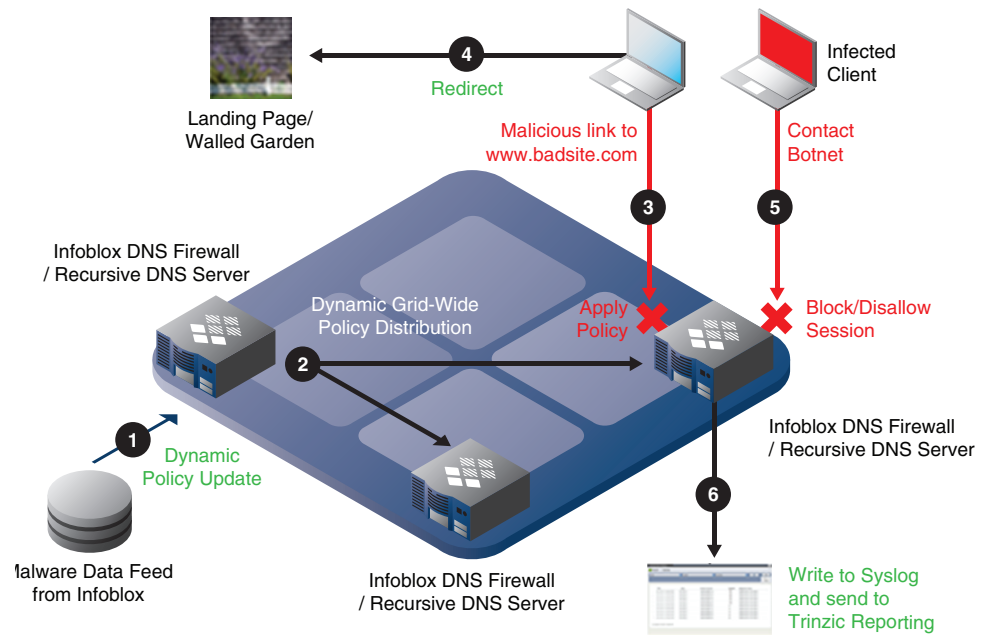 4
Redirect
Landing Page/
Walled Garden
Infected
Client
Malicious link to
www.badsite.com
Contact
Botnet
3
5
Infoblox DNS Firewall
/ Recursive DNS Server
Dynamic Grid-Wide
Policy Distribution
Apply
Policy
Block/Disallow
Session
2
1
Dynamic
Policy Update
Infoblox DNS Firewall
/ Recursive DNS Server
6
Data Feed
from Infoblox
Infoblox DNS Firewall
/ Recursive DNS Server
Write to Syslog
and send to
Trinzic Reporting